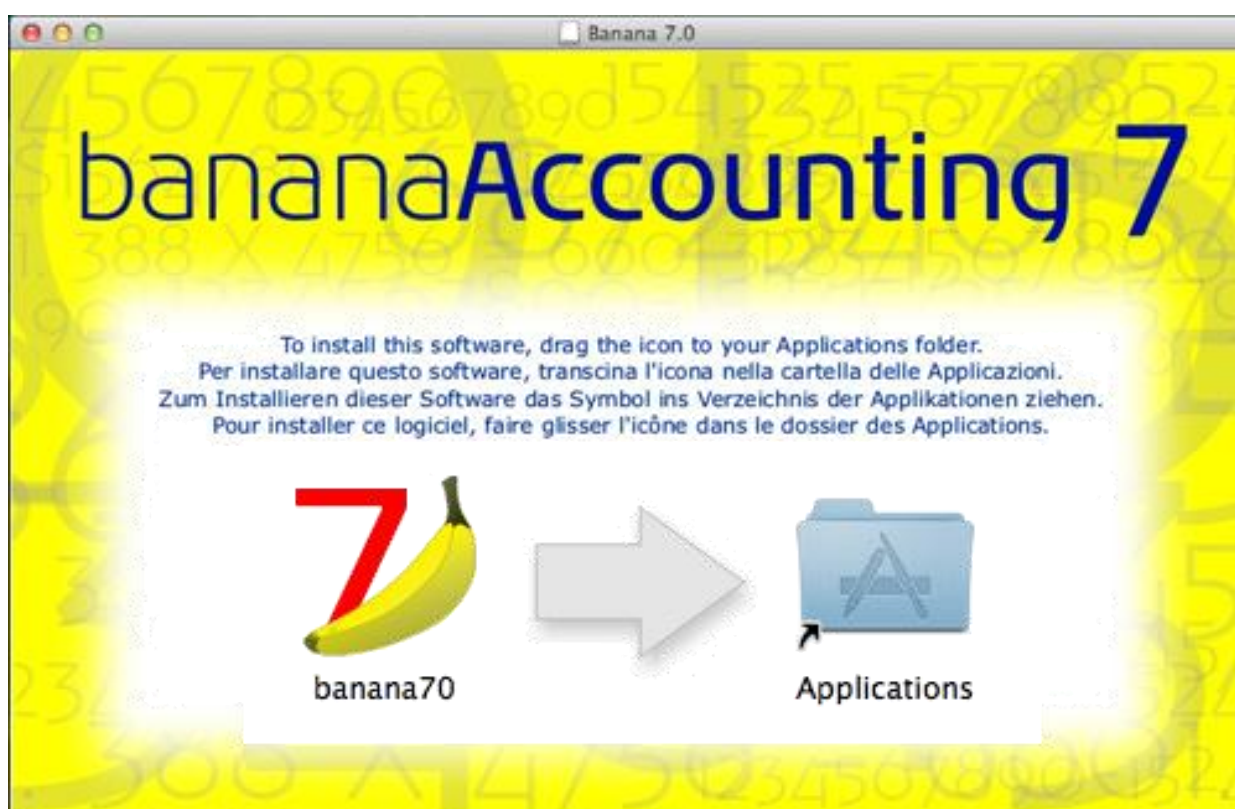 Banana 7.0
bananaAccounting 7
To install this software, drag the icon to your Applications folder.
Per installare questo software, transcina l'icona nella cartella delle Applicazioni.
Zum Installieren dieser Software das Symbol ins Verzeichnis der Applikationen ziehen.
Pour installer ce logiciel, faire glisser l'icône dans le dossier des Applications.
7
banana70
Applications